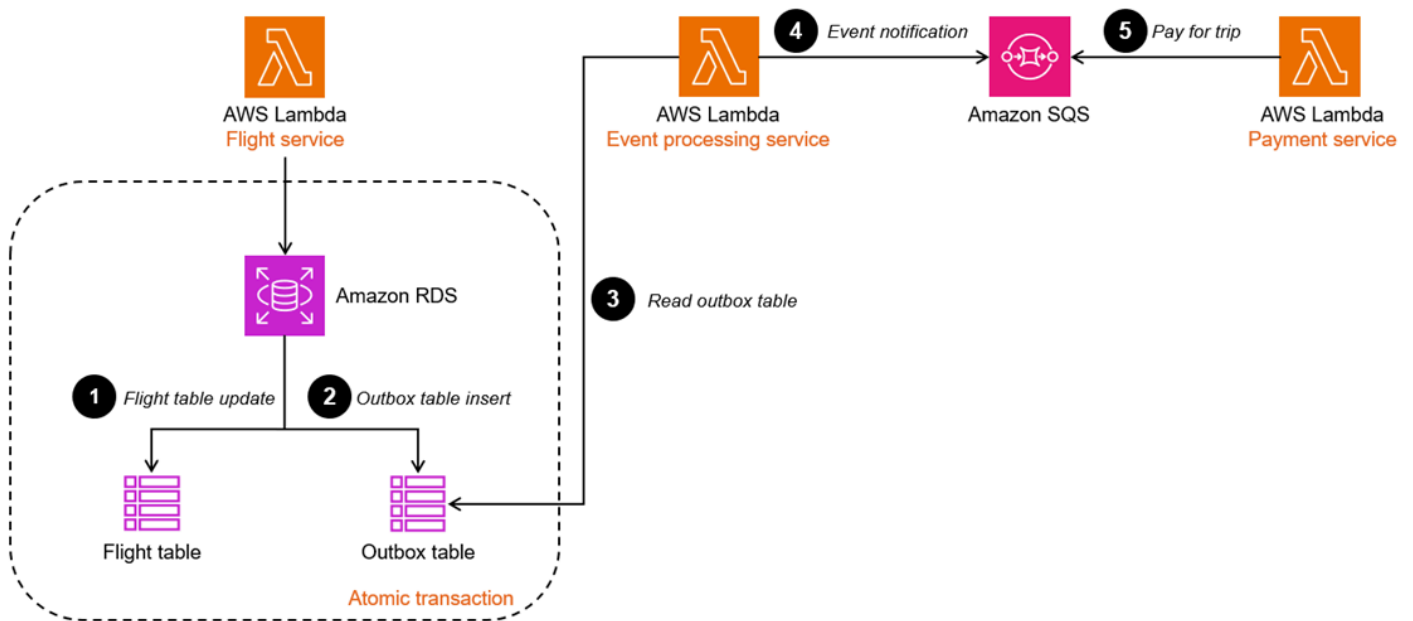 4 Event notification
5 Pay for trip
AWS Lambda
Flight service
AWS Lambda
Event processing service
Amazon SQS
AWS Lambda
Payment service
Amazon RDS
3 Read outbox table
1 Flight table update
2 Outbox table insert
Flight table
Outbox table
Atomic transaction